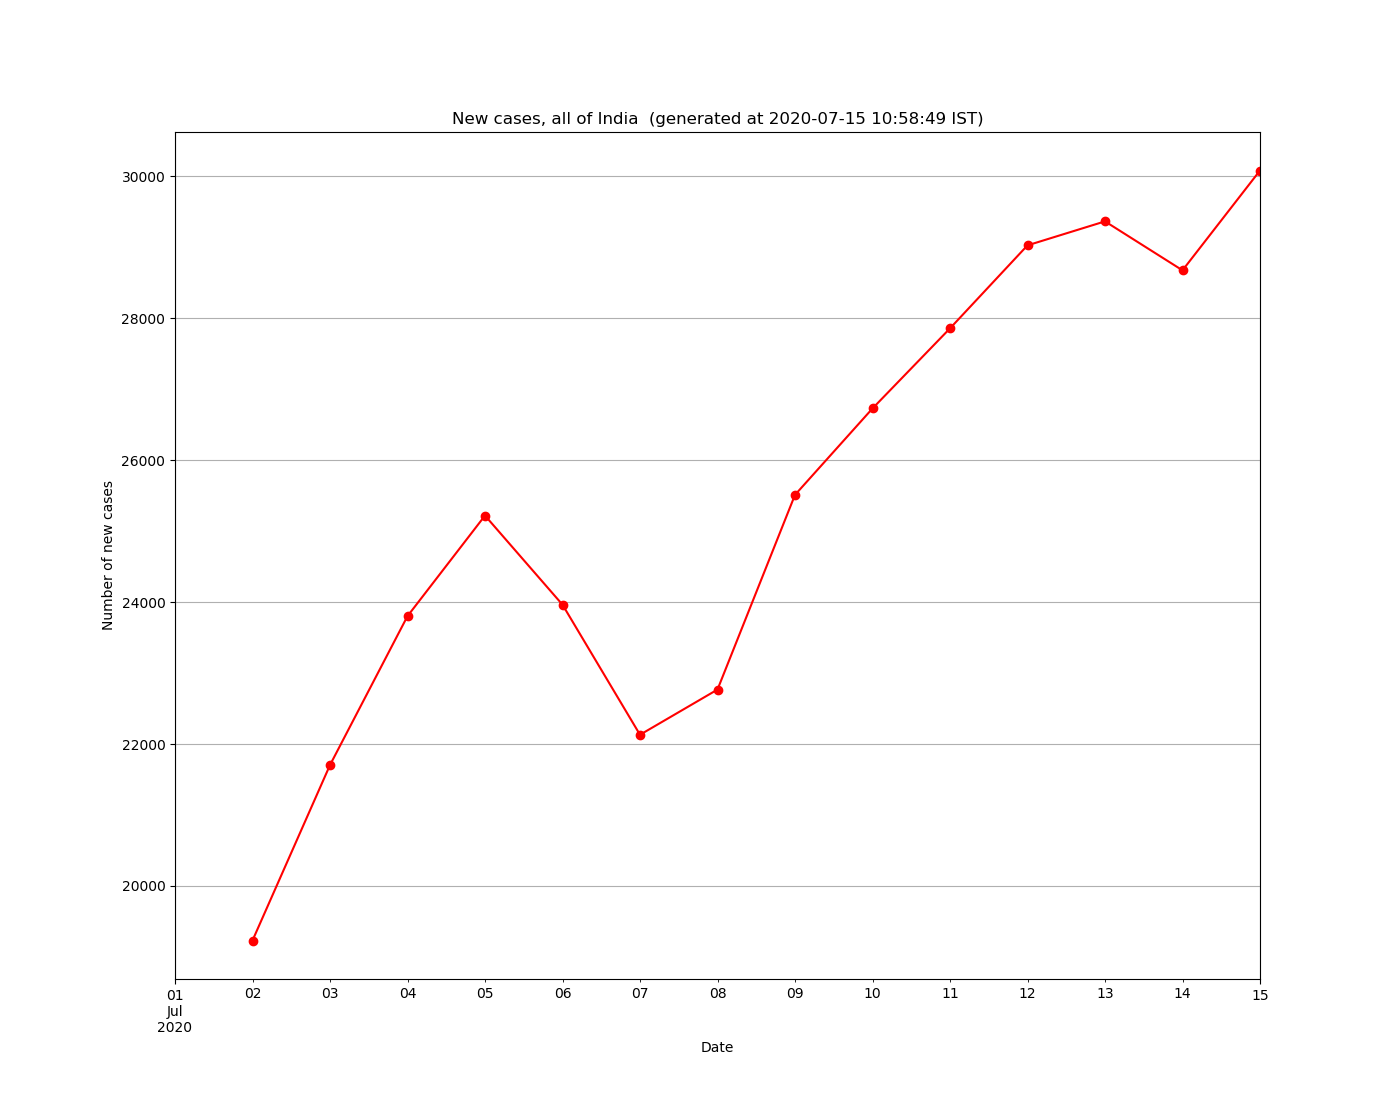 New cases, all of India  (generated at 2020-07-15 10:58:49 IST)
30000
28000
26000
24000
22000
20000
Number of new cases
01 02 03 04 05 06 07 08 09 10 11 12 13 14 15
Jul
2020
Date